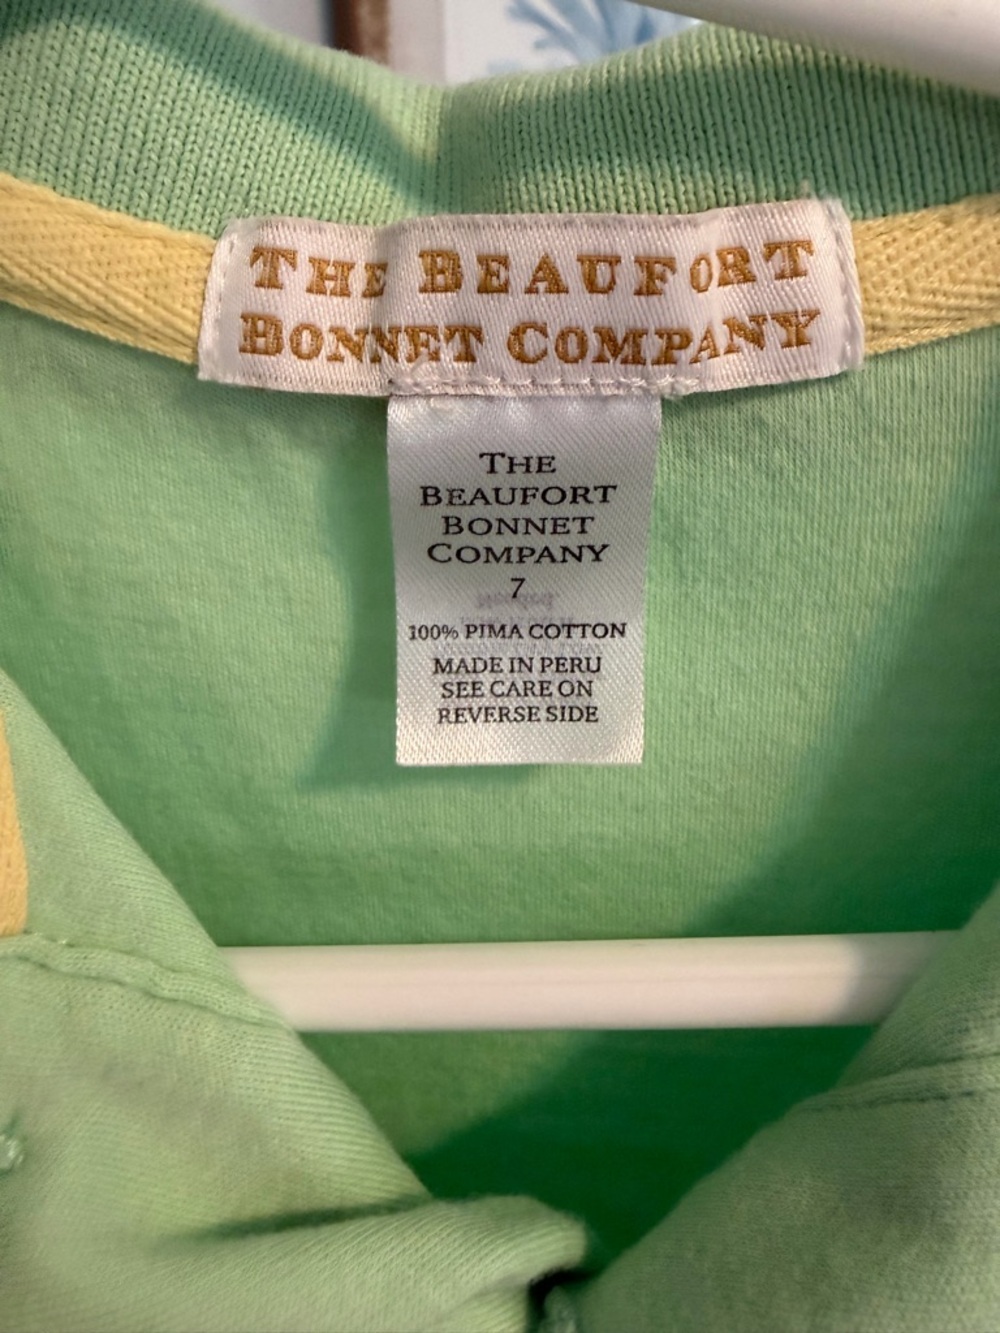 THE BEAUFORT
BONNET COMPANY
THE
BEAUFORT
BONNET
COMPANY
7
100% PIMA COTTON
MADE IN PERU
SEE CARE ON
REVERSE SIDE